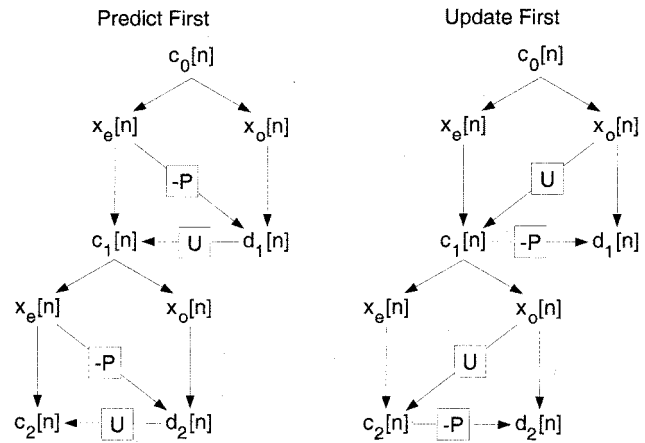 Predict First Update First
c₀[n] c₀[n]
xₑ[n] xₒ[n] xₑ[n] xₒ[n]
-P U
c₁[n] U d₁[n] c₁[n] -P d₁[n]
xₑ[n] xₒ[n] xₑ[n] xₒ[n]
-P U
c₂[n] U d₂[n] c₂[n] -P d₂[n]